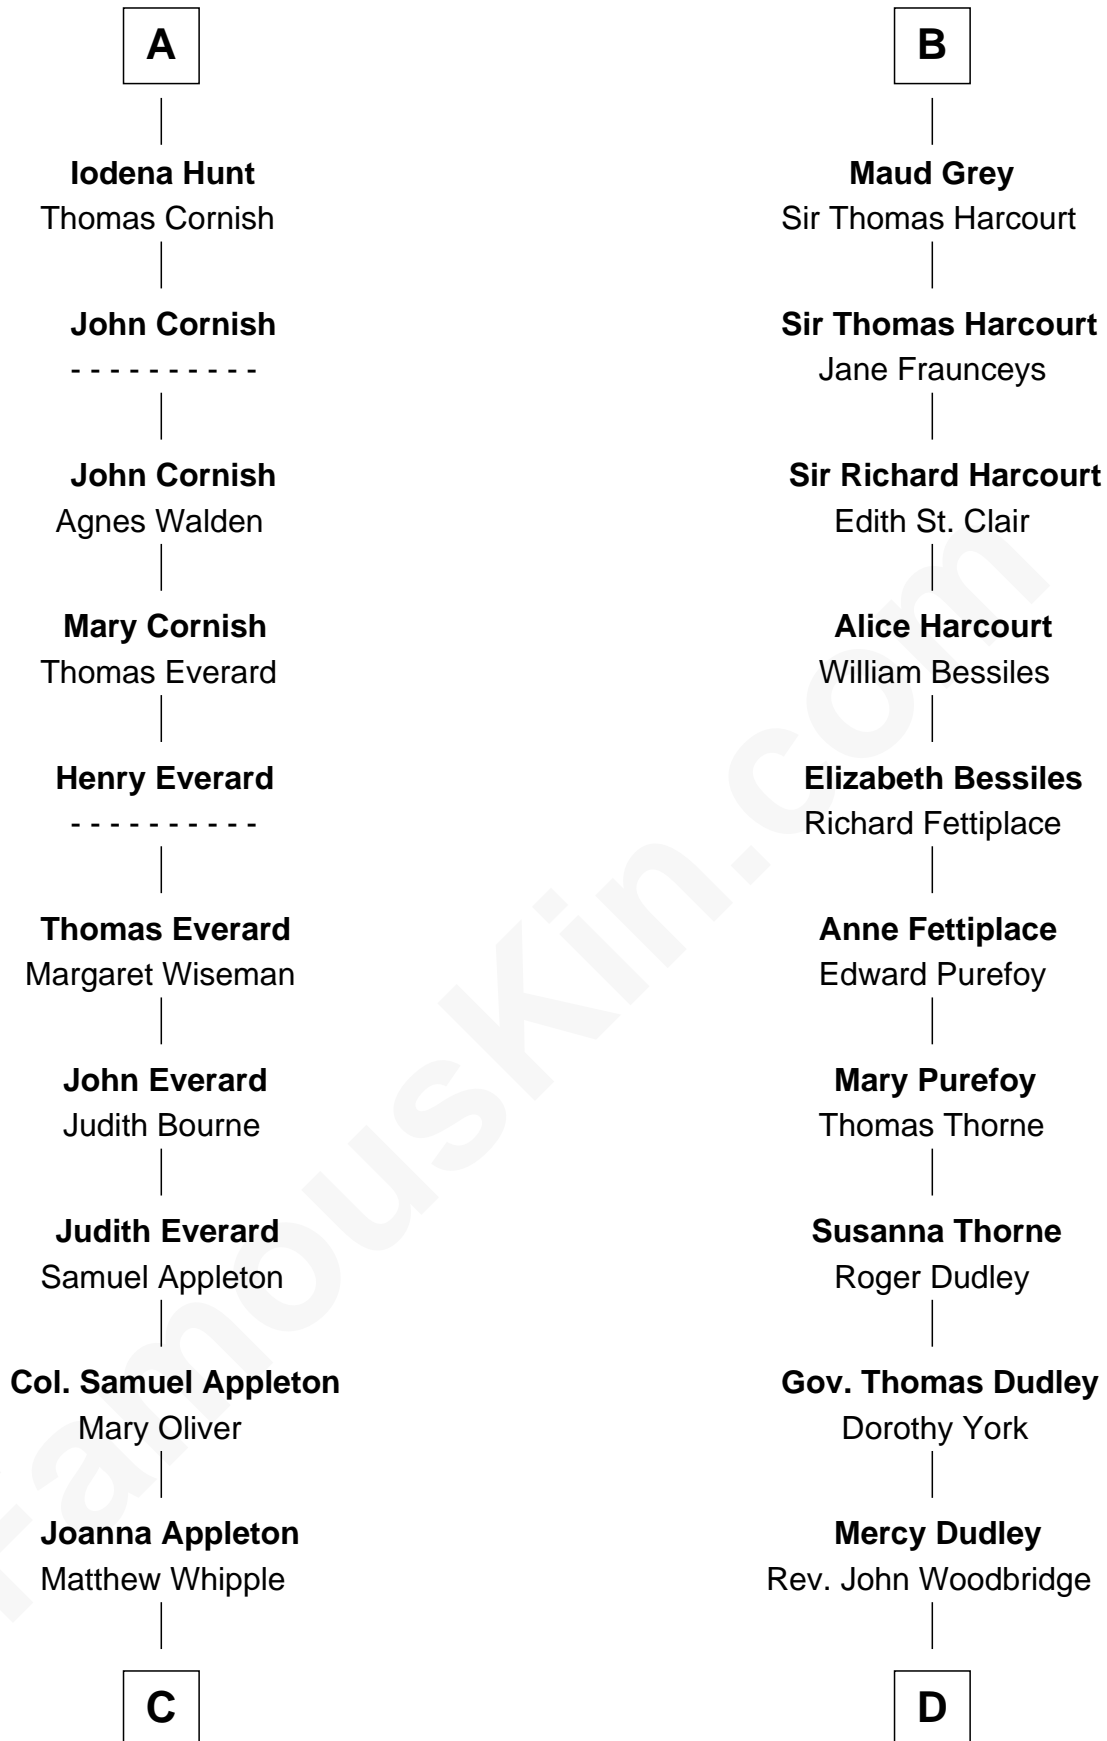 A
Iodena Hunt
Thomas Cornish
John Cornish
- - - - - - - - - -
John Cornish
Agnes Walden
Mary Cornish
Thomas Everard
Henry Everard
- - - - - - - - - -
Thomas Everard
Margaret Wiseman
John Everard
Judith Bourne
Judith Everard
Samuel Appleton
Col. Samuel Appleton
Mary Oliver
Joanna Appleton
Matthew Whipple
C
B
Maud Grey
Sir Thomas Harcourt
Sir Thomas Harcourt
Jane Fraunceys
Sir Richard Harcourt
Edith St. Clair
Alice Harcourt
William Bessiles
Elizabeth Bessiles
Richard Fettiplace
Anne Fettiplace
Edward Purefoy
Mary Purefoy
Thomas Thorne
Susanna Thorne
Roger Dudley
Gov. Thomas Dudley
Dorothy York
Mercy Dudley
Rev. John Woodbridge
D
FamousKin.com